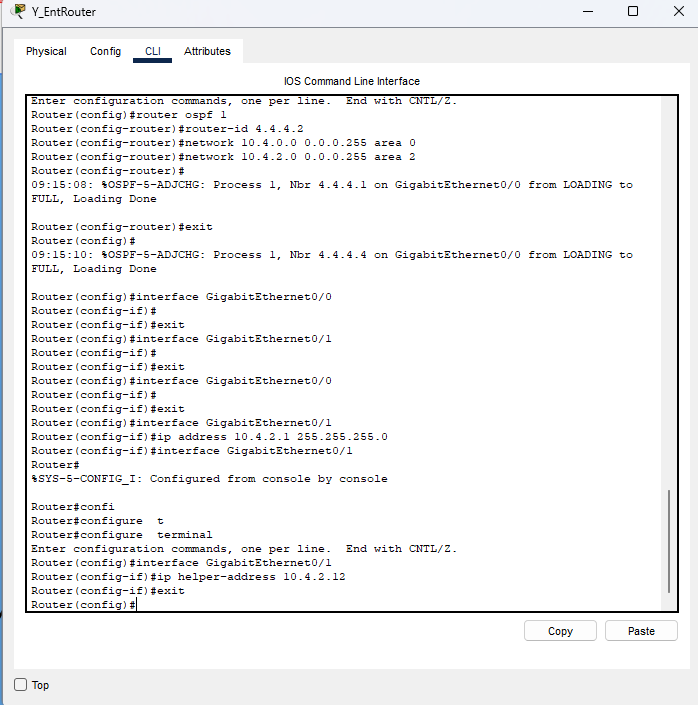 Y_EntRouter
Physical Config CLI Attributes
IOS Command Line Interface
Enter configuration commands, one per line.  End with CNTL/Z.
Router(config)#router ospf 1
Router(config-router)#router-id 4.4.4.2
Router(config-router)#network 10.4.0.0 0.0.0.255 area 0
Router(config-router)#network 10.4.2.0 0.0.0.255 area 2
Router(config-router)#
09:15:08: %OSPF-5-ADJCHG: Process 1, Nbr 4.4.4.1 on GigabitEthernet0/0 from LOADING to
FULL, Loading Done
Router(config-router)#exit
Router(config)#
09:15:10: %OSPF-5-ADJCHG: Process 1, Nbr 4.4.4.4 on GigabitEthernet0/0 from LOADING to
FULL, Loading Done
Router(config)#interface GigabitEthernet0/0
Router(config-if)#
Router(config-if)#exit
Router(config)#interface GigabitEthernet0/1
Router(config-if)#
Router(config-if)#exit
Router(config)#interface GigabitEthernet0/0
Router(config-if)#
Router(config-if)#exit
Router(config)#interface GigabitEthernet0/1
Router(config-if)#ip address 10.4.2.1 255.255.255.0
Router(config-if)#interface GigabitEthernet0/1
Router#
%SYS-5-CONFIG_I: Configured from console by console
Router#confi
Router#configure  t
Router#configure  terminal
Enter configuration commands, one per line.  End with CNTL/Z.
Router(config)#interface GigabitEthernet0/1
Router(config-if)#ip helper-address 10.4.2.12
Router(config-if)#exit
Router(config)#
Copy Paste
Top